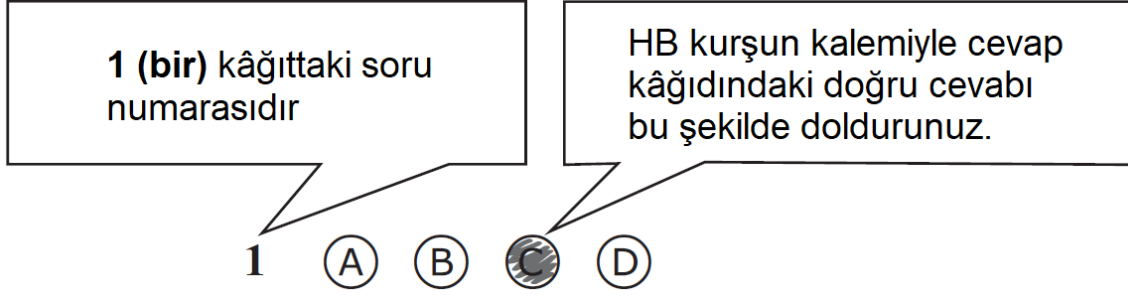 1 (bir) kâğıttaki soru
numarasıdır
HB kurşun kalemiyle cevap
kâğıdındaki doğru cevabı
bu şekilde doldurunuz.
1 A B C D